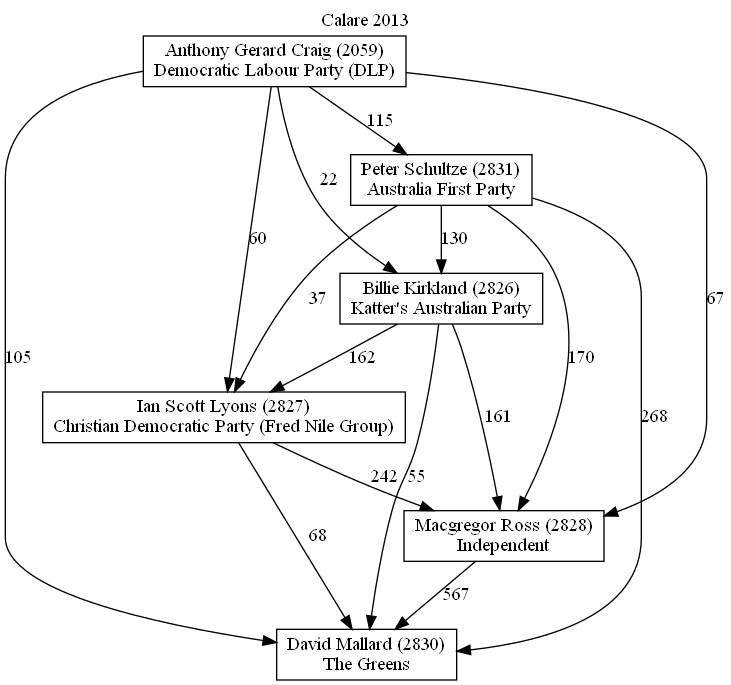 Calare 2013
Anthony Gerard Craig (2059)
Democratic Labour Party (DLP)
115
Peter Schultze (2831)
Australia First Party
22
60
130
37
Billie Kirkland (2826)
Katter's Australian Party
67
105
162
170
Ian Scott Lyons (2827)
Christian Democratic Party (Fred Nile Group)
161
268
242
55
Macgregor Ross (2828)
Independent
68
567
David Mallard (2830)
The Greens